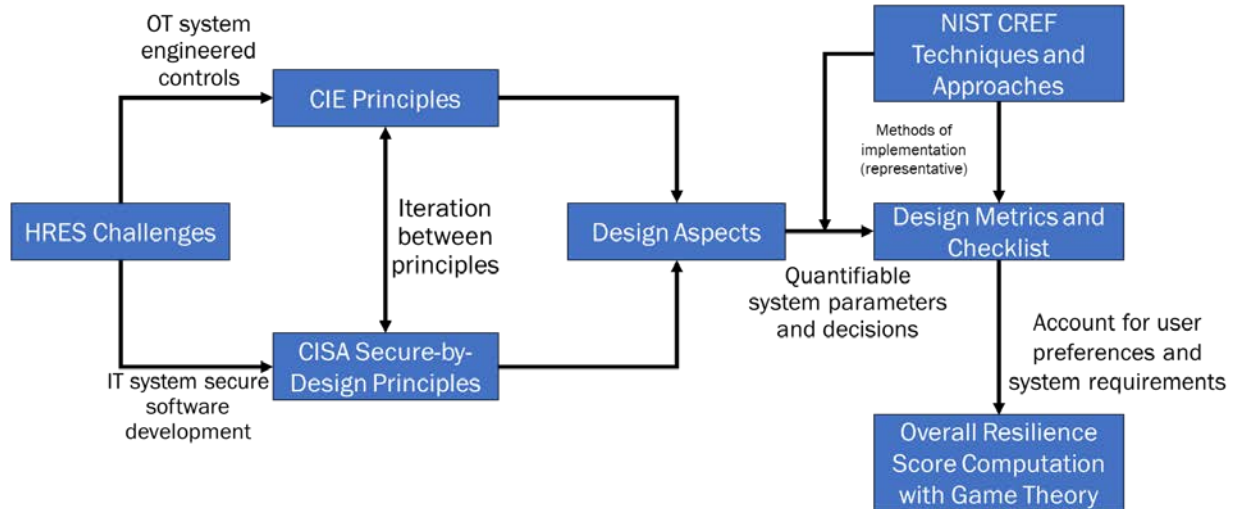 OT system
engineered
controls
CIE Principles
NIST CREF
Techniques and
Approaches
Methods of
implementation
(representative)
HRES Challenges
Iteration
between
principles
Design Aspects
Design Metrics and
Checklist
Quantifiable
system parameters
and decisions
CISA Secure-by-
Design Principles
IT system secure
software
development
Account for user
preferences and
system requirements
Overall Resilience
Score Computation
with Game Theory